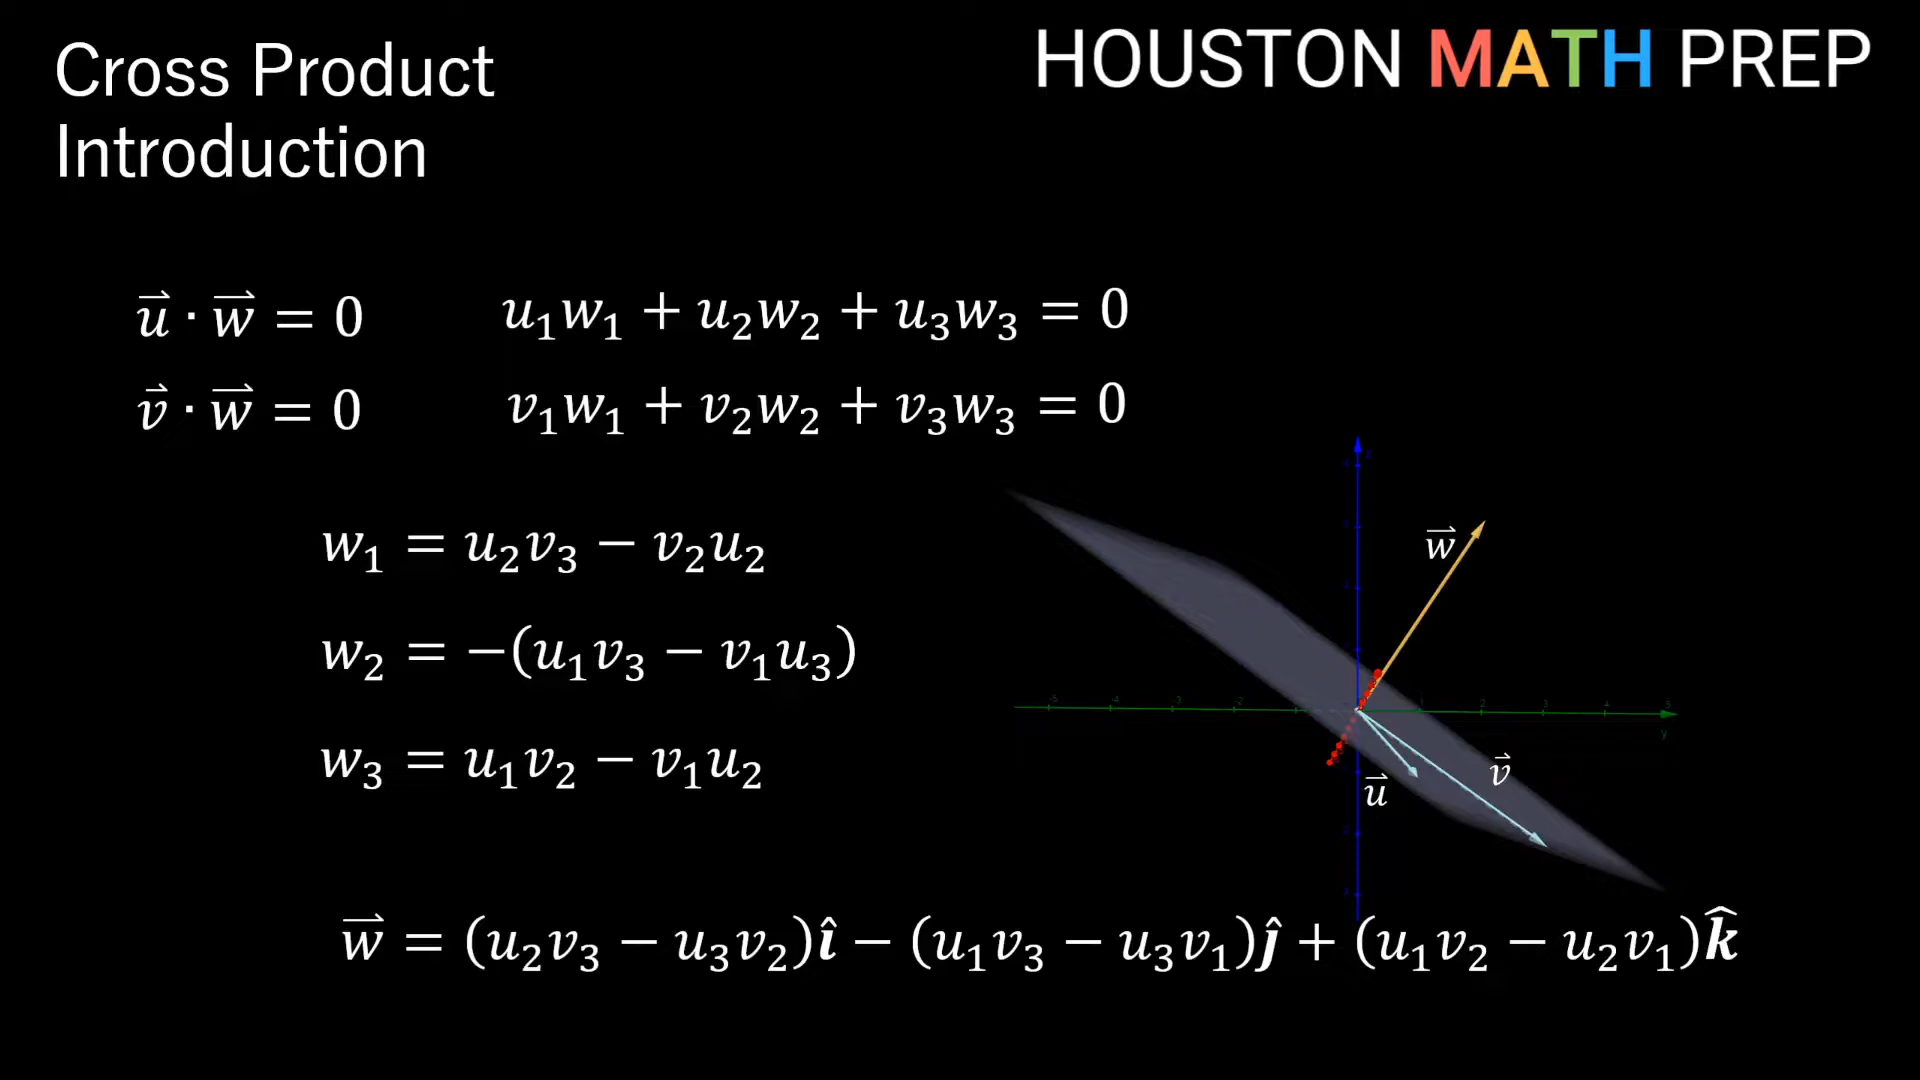 Cross Product
Introduction
HOUSTON MATH PREP
u⃗ · w⃗ = 0
u₁w₁ + u₂w₂ + u₃w₃ = 0
v⃗ · w⃗ = 0
v₁w₁ + v₂w₂ + v₃w₃ = 0
w₁ = u₂v₃ − v₂u₂
w₂ = −(u₁v₃ − v₁u₃)
w₃ = u₁v₂ − v₁u₂
w⃗
v⃗
u⃗
y
w⃗ = (u₂v₃ − u₃v₂)î − (u₁v₃ − u₃v₁)ĵ + (u₁v₂ − u₂v₁)k̂